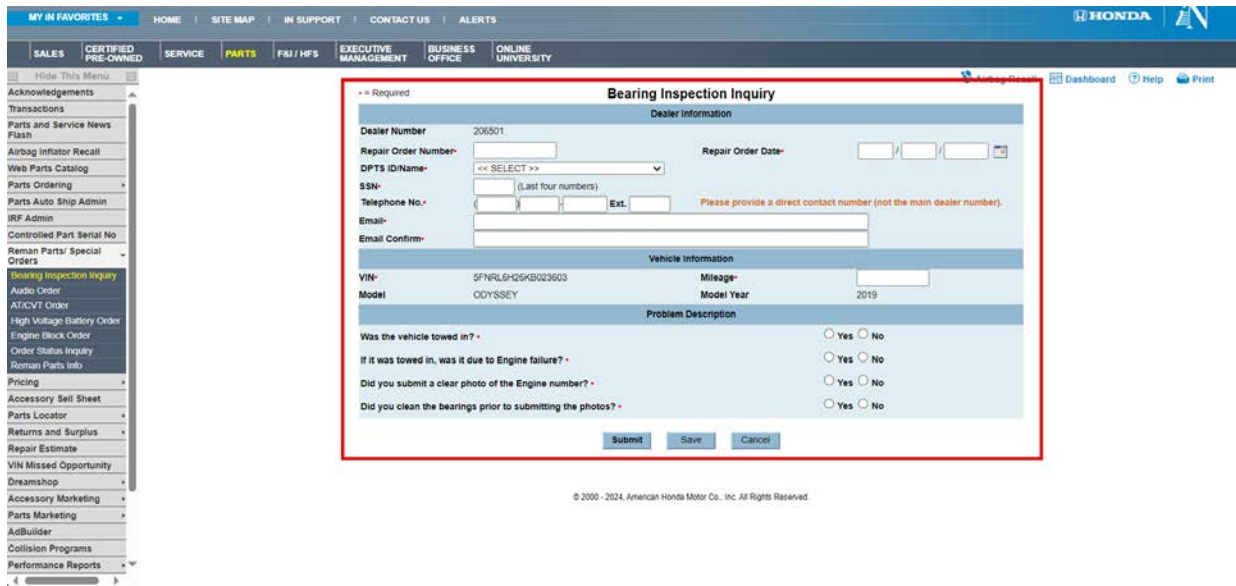 MY iN FAVORITES
HOME | SITE MAP | IN SUPPORT | CONTACT US | ALERTS
HONDA
iN
SALES
CERTIFIED PRE-OWNED
SERVICE
PARTS
F&I / HFS
EXECUTIVE MANAGEMENT
BUSINESS OFFICE
ONLINE UNIVERSITY
Hide This Menu
Acknowledgements
Transactions
Parts and Service News
Flash
Airbag Inflator Recall
Web Parts Catalog
Parts Ordering
Parts Auto Ship Admin
IRF Admin
Controlled Part Serial No
Reman Parts/ Special
Orders
Bearing Inspection Inquiry
Audio Order
AT/CVT Order
High Voltage Battery Order
Engine Block Order
Order Status Inquiry
Reman Parts Info
Pricing
Accessory Sell Sheet
Parts Locator
Returns and Surplus
Repair Estimate
VIN Missed Opportunity
Dreamshop
Accessory Marketing
Parts Marketing
AdBuilder
Collision Programs
Performance Reports
Airbag Recall Dashboard Help Print
• = Required
Bearing Inspection Inquiry
Dealer Information
Dealer Number 206501
Repair Order Number• Repair Order Date• / /
DPTS ID/Name• << SELECT >>
SSN• (Last four numbers)
Telephone No.• ( ) - Ext. Please provide a direct contact number (not the main dealer number).
Email•
Email Confirm•
Vehicle Information
VIN• 5FNRL6H26KB023603 Mileage•
Model ODYSSEY Model Year 2019
Problem Description
Was the vehicle towed in? • Yes No
If it was towed in, was it due to Engine failure? • Yes No
Did you submit a clear photo of the Engine number? • Yes No
Did you clean the bearings prior to submitting the photos? • Yes No
Submit Save Cancel
© 2000 - 2024, American Honda Motor Co., Inc. All Rights Reserved.